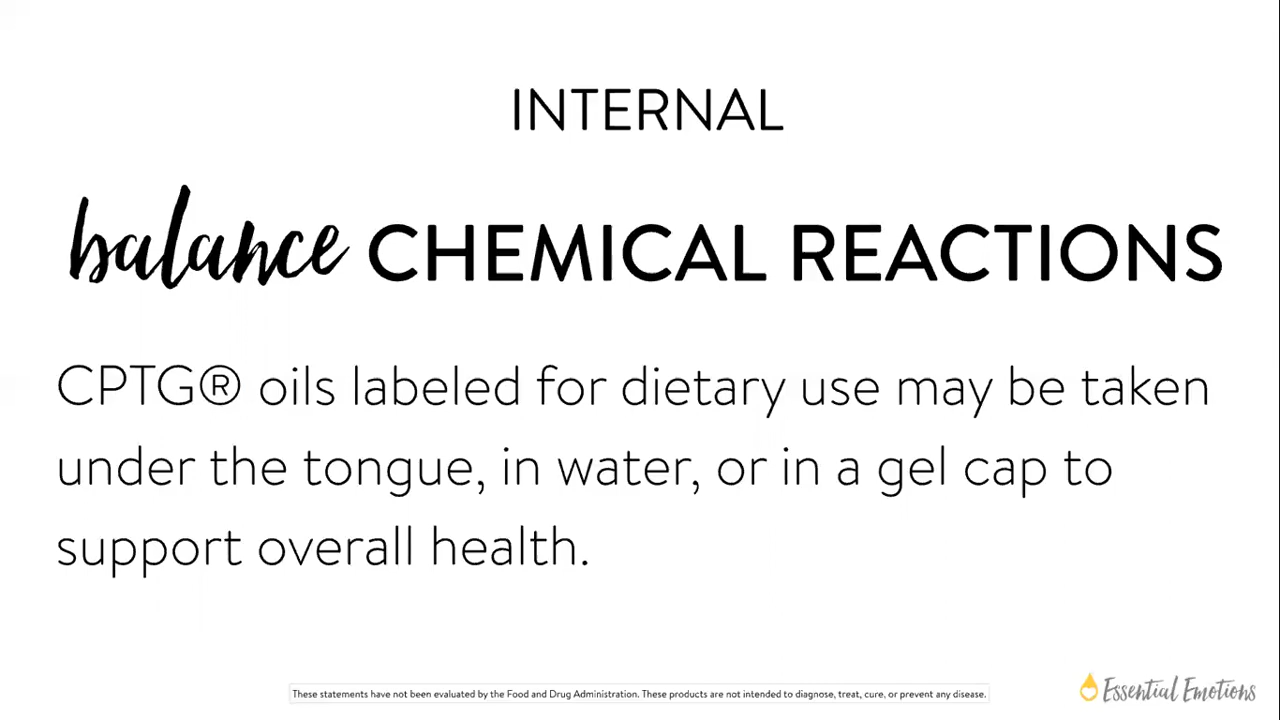 INTERNAL
balance CHEMICAL REACTIONS
CPTG® oils labeled for dietary use may be taken
under the tongue, in water, or in a gel cap to
support overall health.
These statements have not been evaluated by the Food and Drug Administration. These products are not intended to diagnose, treat, cure, or prevent any disease.
Essential Emotions